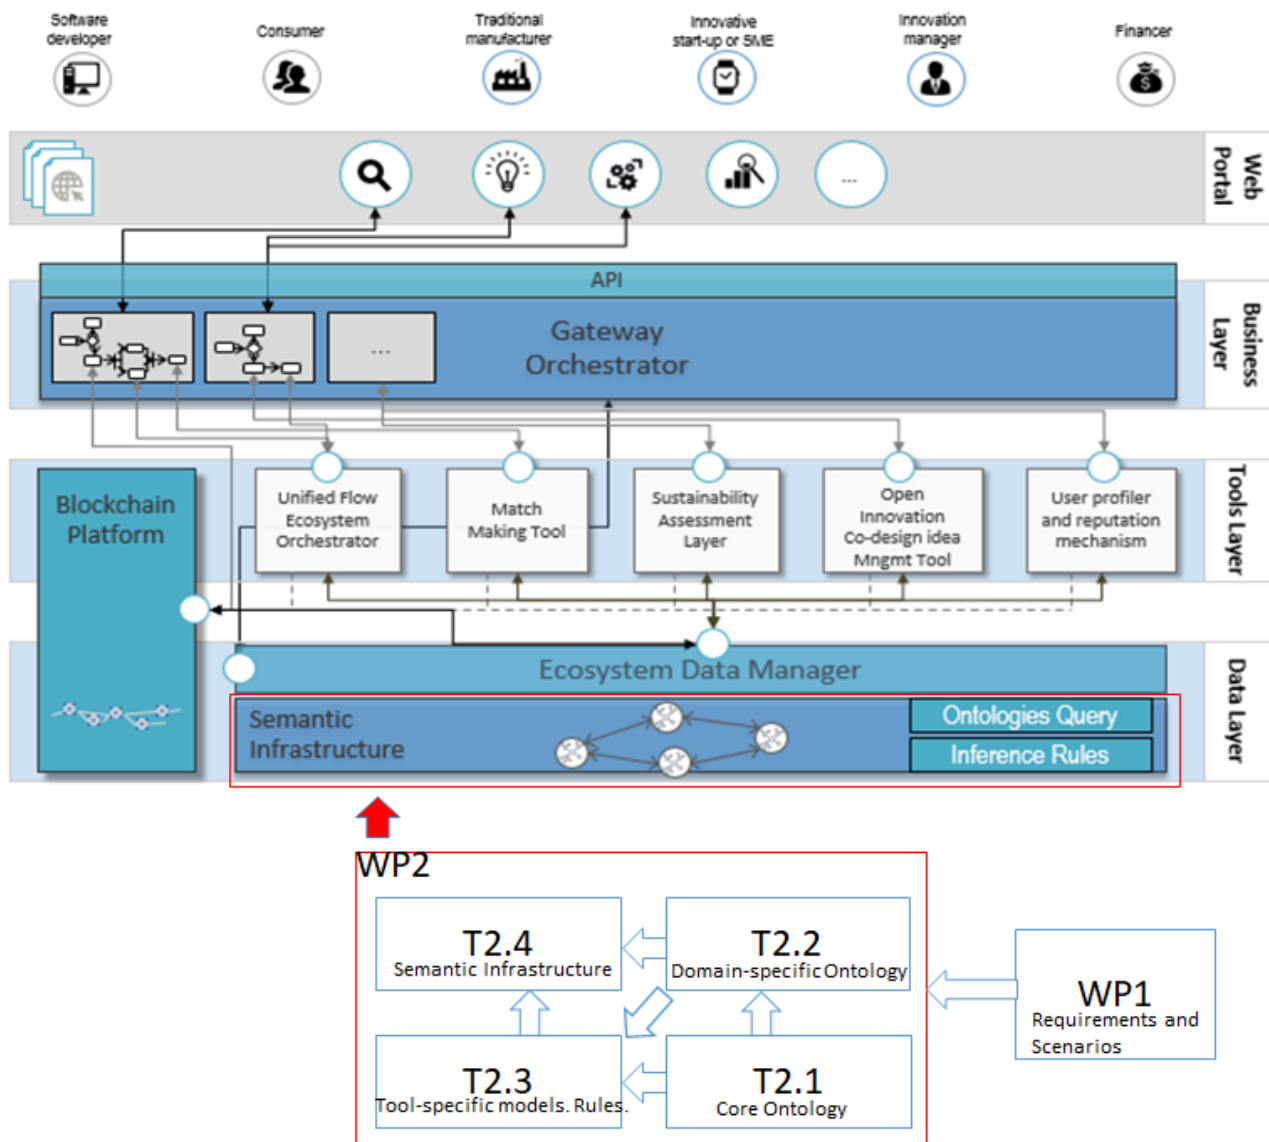 Software
developer
Consumer
Traditional
manufacturer
Innovative
start-up or SME
Innovation
manager
Financer
...
Web
Portal
API
Gateway
Orchestrator
...
Business
Layer
Blockchain
Platform
Unified Flow
Ecosystem
Orchestrator
Match
Making Tool
Sustainability
Assessment
Layer
Open
Innovation
Co-design idea
Mngmt Tool
User profiler
and reputation
mechanism
Tools Layer
Ecosystem Data Manager
Semantic
Infrastructure
Ontologies Query
Inference Rules
Data Layer
WP2
T2.4
Semantic Infrastructure
T2.2
Domain-specific Ontology
T2.3
Tool-specific models. Rules.
T2.1
Core Ontology
WP1
Requirements and
Scenarios